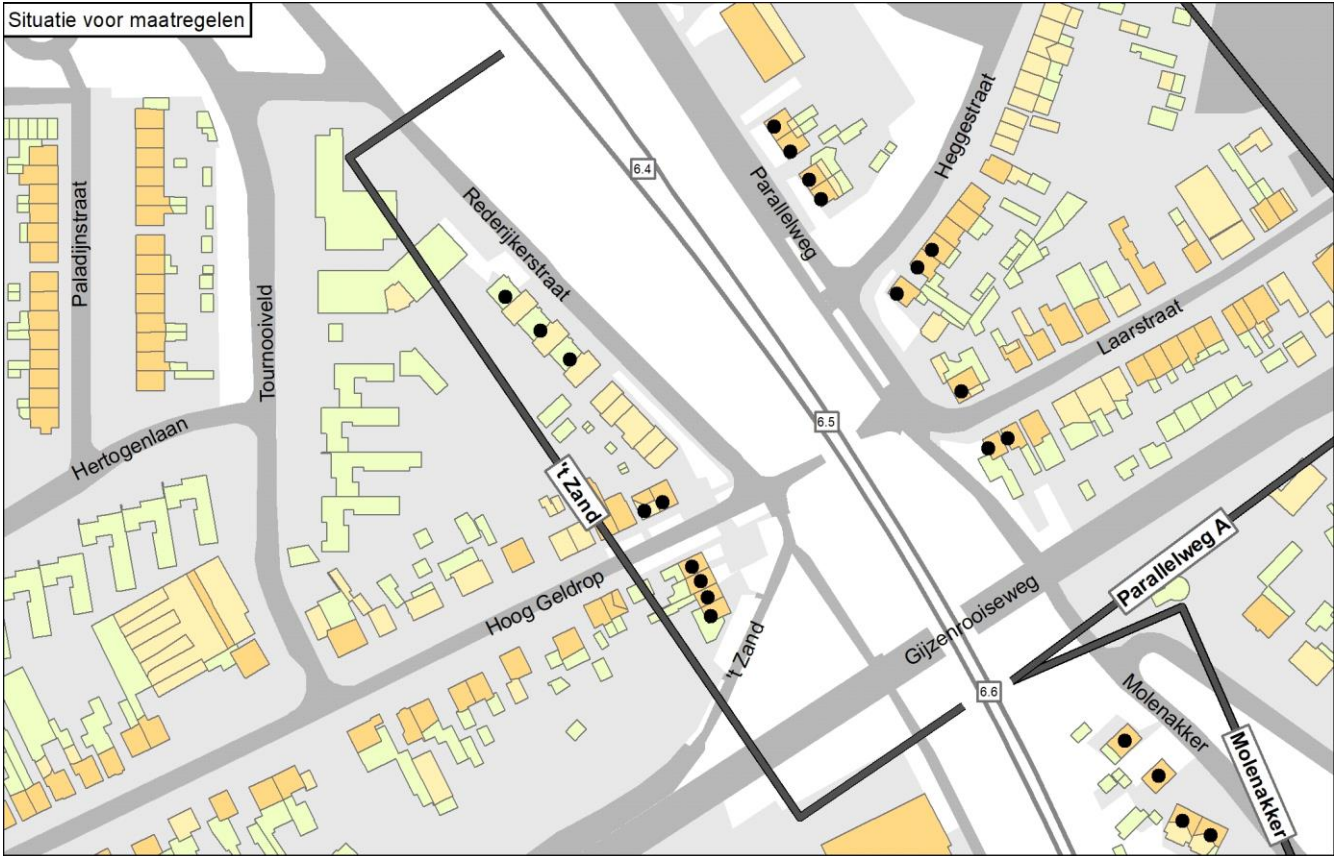 Situatie voor maatregelen
Heggestraat
6.4
Parallelweg
Rederijkerstraat
Paladijnstraat
Laarstraat
Tournooiveld
6.5
Hertogenlaan
't Zand
Parallelweg A
Hoog Geldrop
Gijzenrooiseweg
't Zand
6.6
Molenakker
Molenakker